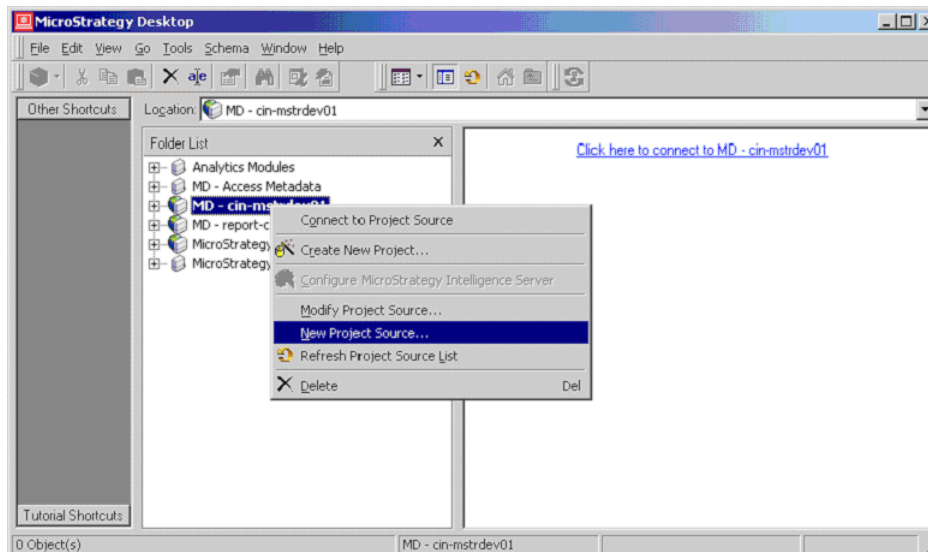 MicroStrategy Desktop
File Edit View Go Tools Schema Window Help
Other Shortcuts
Location: MD - cin-mstrdev01
Folder List
Click here to connect to MD - cin-mstrdev01
Analytics Modules
MD - Access Metadata
MD - cin-mstrdev01
MD - report-c
MicroStrategy
MicroStrategy
Connect to Project Source
Create New Project...
Configure MicroStrategy Intelligence Server
Modify Project Source...
New Project Source...
Refresh Project Source List
Delete Del
Tutorial Shortcuts
0 Object(s) MD - cin-mstrdev01